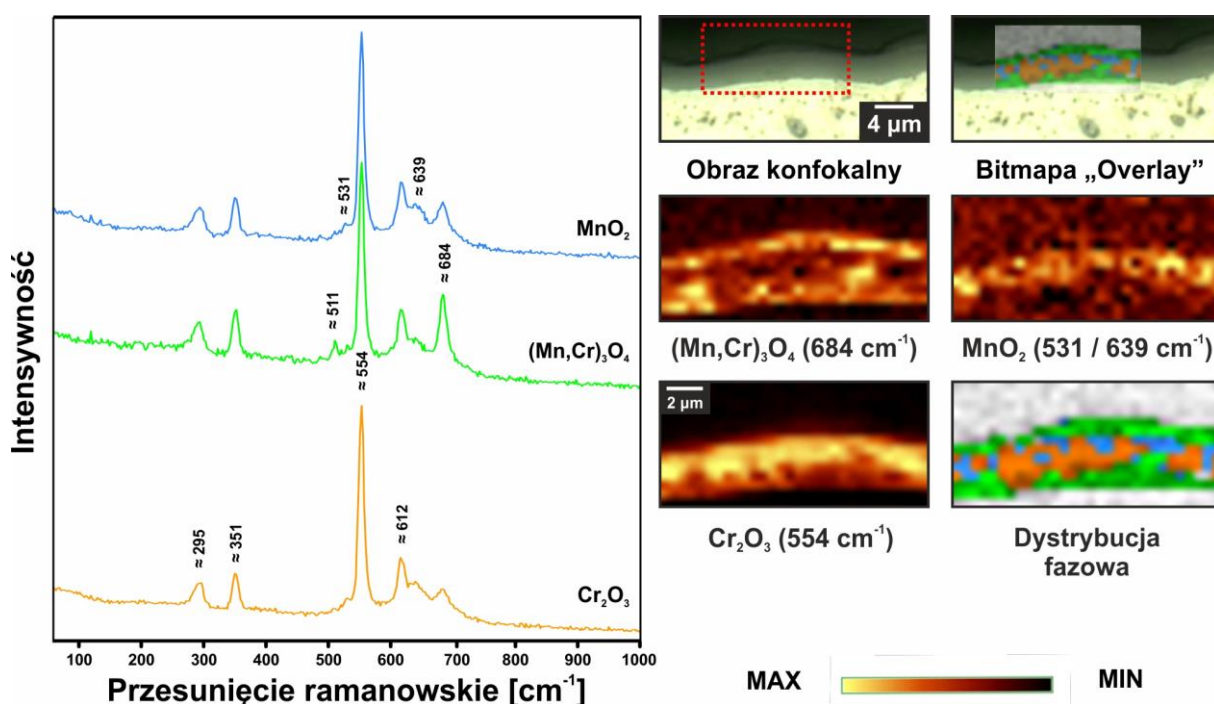 Intensywność
≈ 531
≈ 639
MnO₂
≈ 684
≈ 511
(Mn,Cr)₃O₄
≈ 554
≈ 295
≈ 351
≈ 612
Cr₂O₃
100 200 300 400 500 600 700 800 900 1000
Przesunięcie ramanowskie [cm⁻¹]
4 µm
Obraz konfokalny
Bitmapa „Overlay”
(Mn,Cr)₃O₄ (684 cm⁻¹)
MnO₂ (531 / 639 cm⁻¹)
2 µm
Cr₂O₃ (554 cm⁻¹)
Dystrybucja
fazowa
MAX
MIN